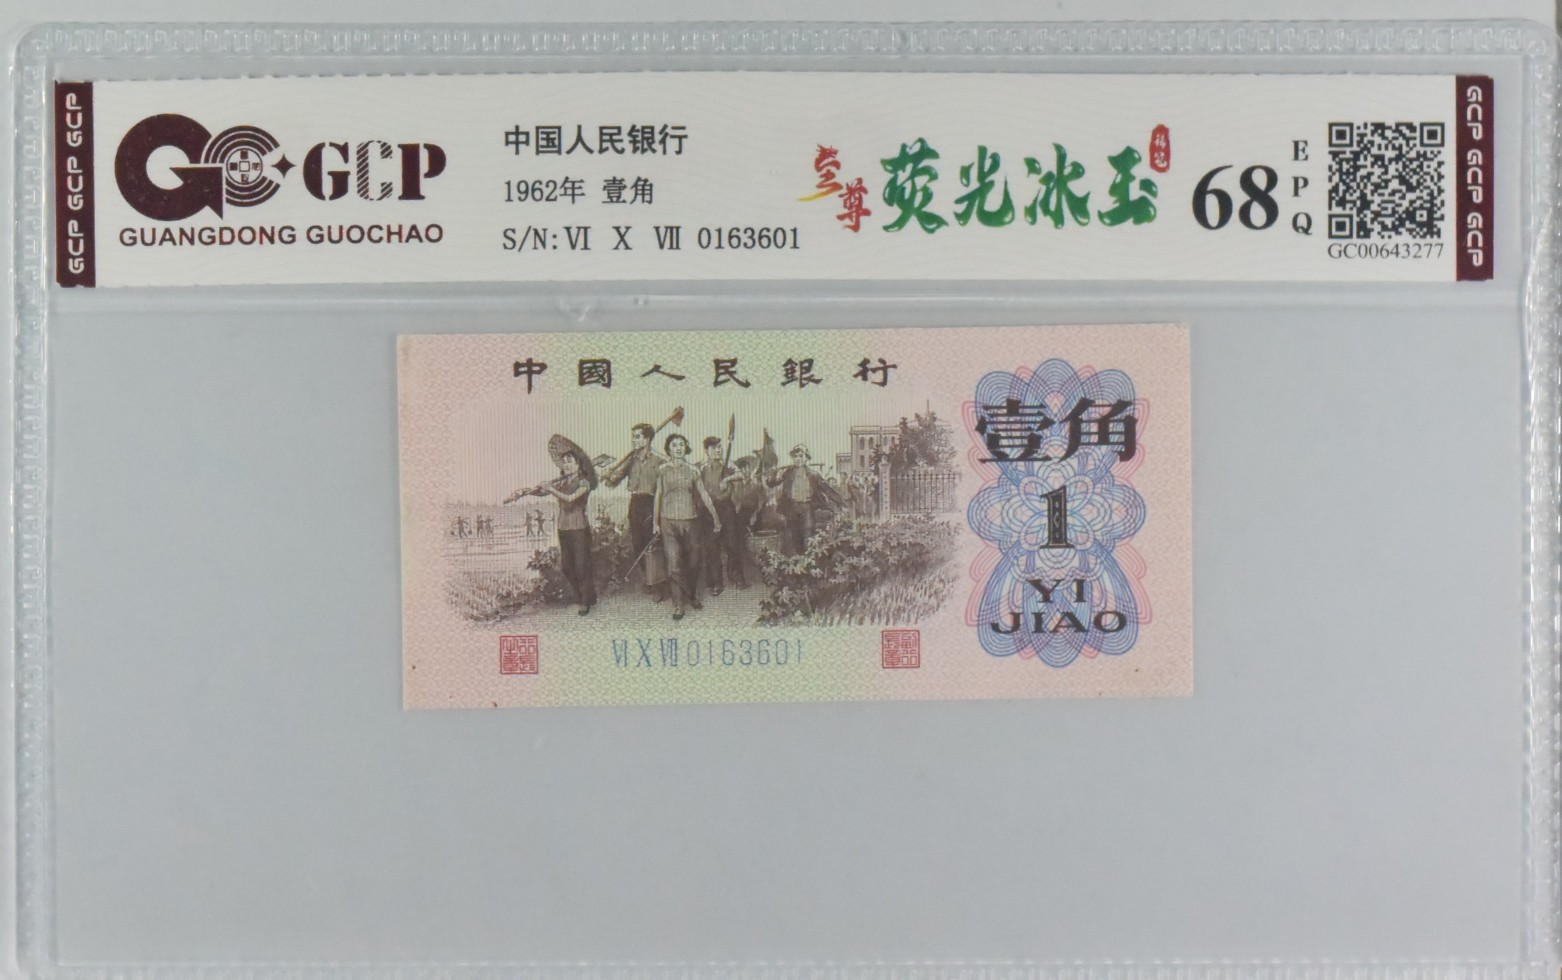 GCP GCP GCP
GCP
GUANGDONG GUOCHAO
中国人民银行
1962年 壹角
S/N: Ⅵ Ⅹ Ⅶ 0163601
至尊
荧光冰玉
68
EPQ
GC00643277
GCP GCP GCP
中國人民銀行
壹角
1
YI
JIAO
Ⅵ Ⅹ Ⅶ 0163601